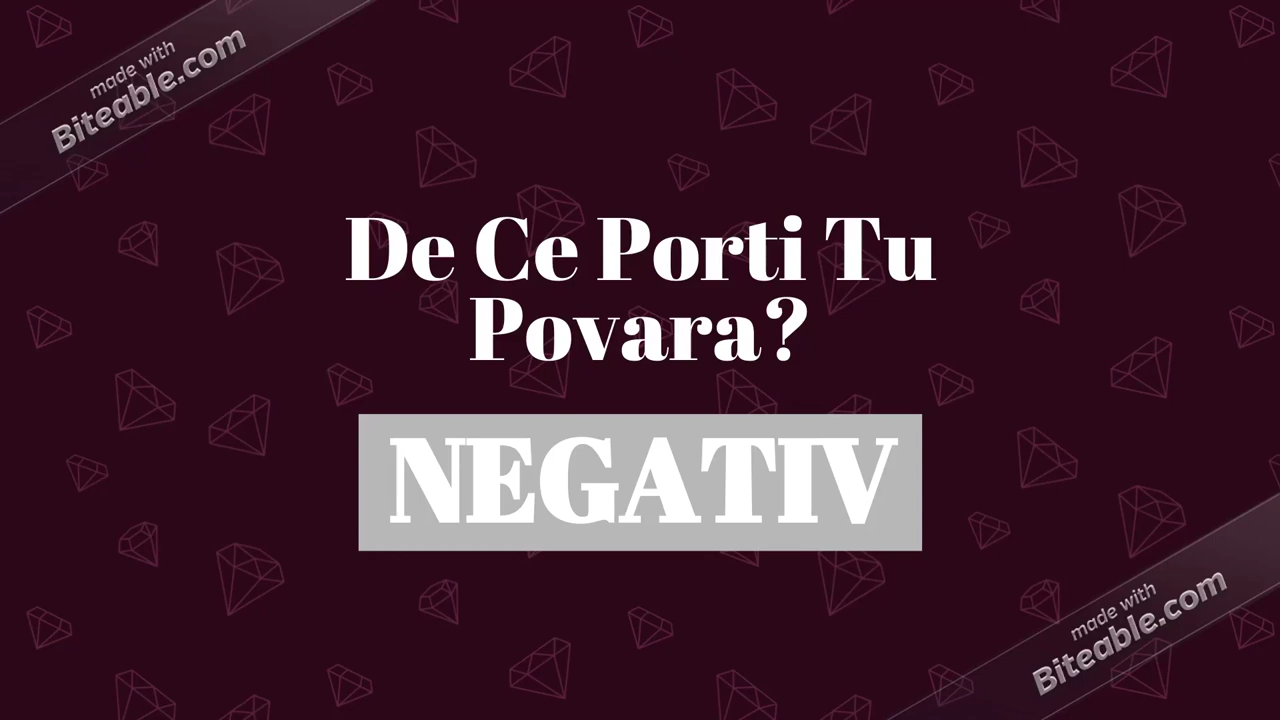 made with
Biteable.com
De Ce Porti Tu
Povara?
NEGATIV
made with
Biteable.com